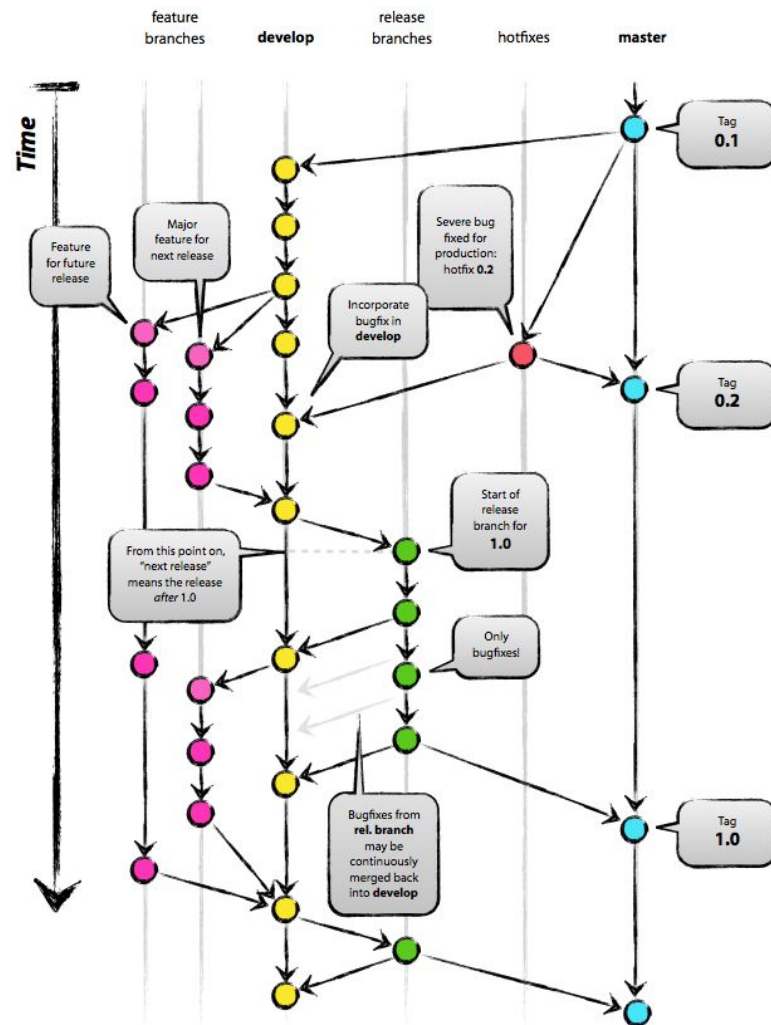 feature
branches
develop
release
branches
hotfixes
master
Time
Tag
0.1
Feature
for future
release
Major
feature for
next release
Severe bug
fixed for
production:
hotfix 0.2
Incorporate
bugfix in
develop
Tag
0.2
Start of
release
branch for
1.0
From this point on,
“next release”
means the release
after 1.0
Only
bugfixes!
Bugfixes from
rel. branch
may be
continuously
merged back
into develop
Tag
1.0